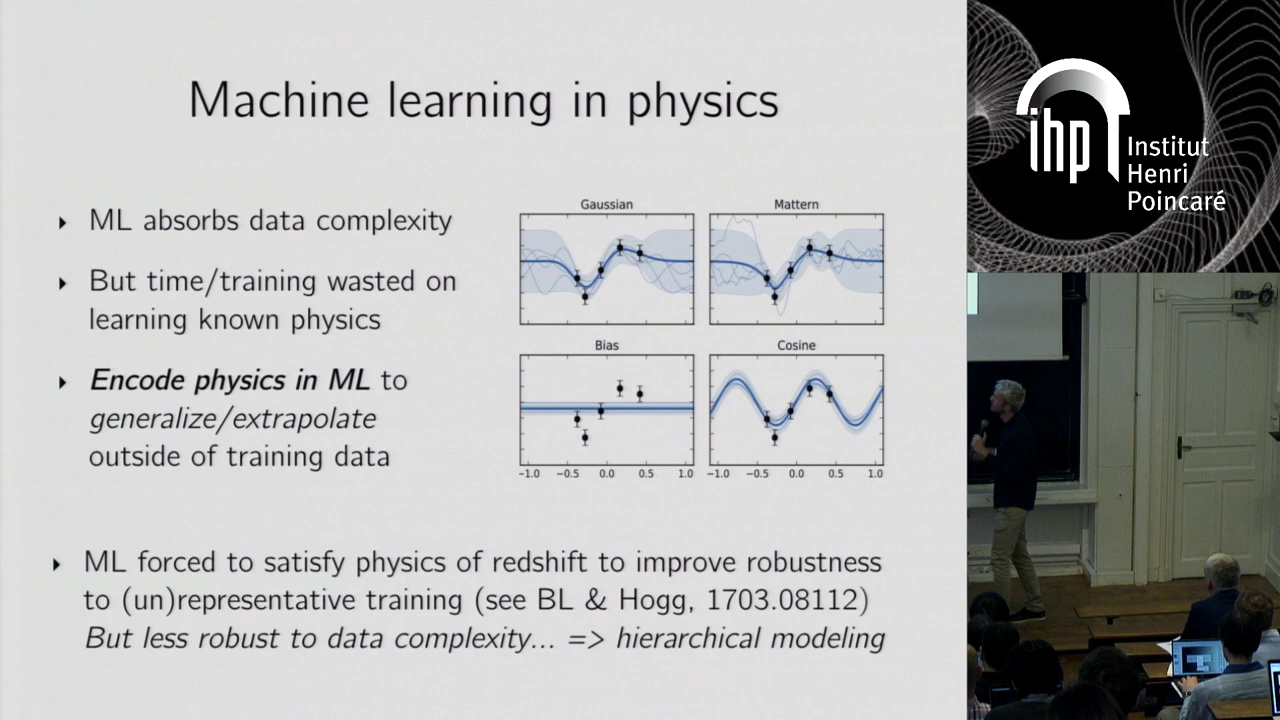 Machine learning in physics
ML absorbs data complexity
But time/training wasted on
learning known physics
Encode physics in ML to
generalize/extrapolate
outside of training data
Gaussian
Mattern
Bias
Cosine
−1.0 −0.5 0.0 0.5 1.0
−1.0 −0.5 0.0 0.5 1.0
ML forced to satisfy physics of redshift to improve robustness
to (un)representative training (see BL & Hogg, 1703.08112)
But less robust to data complexity... => hierarchical modeling
ihp
Institut
Henri
Poincaré